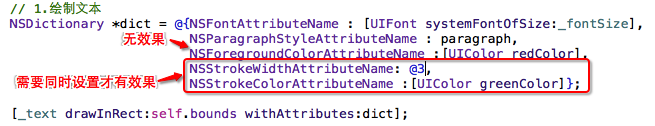 // 1.绘制文本
NSDictionary *dict = @{NSFontAttributeName : [UIFont systemFontOfSize:_fontSize],
无效果
NSParagraphStyleAttributeName : paragraph,
NSForegroundColorAttributeName :[UIColor redColor],
需要同时设置才有效果
NSStrokeWidthAttributeName: @3,
NSStrokeColorAttributeName :[UIColor greenColor]};
[_text drawInRect:self.bounds withAttributes:dict];